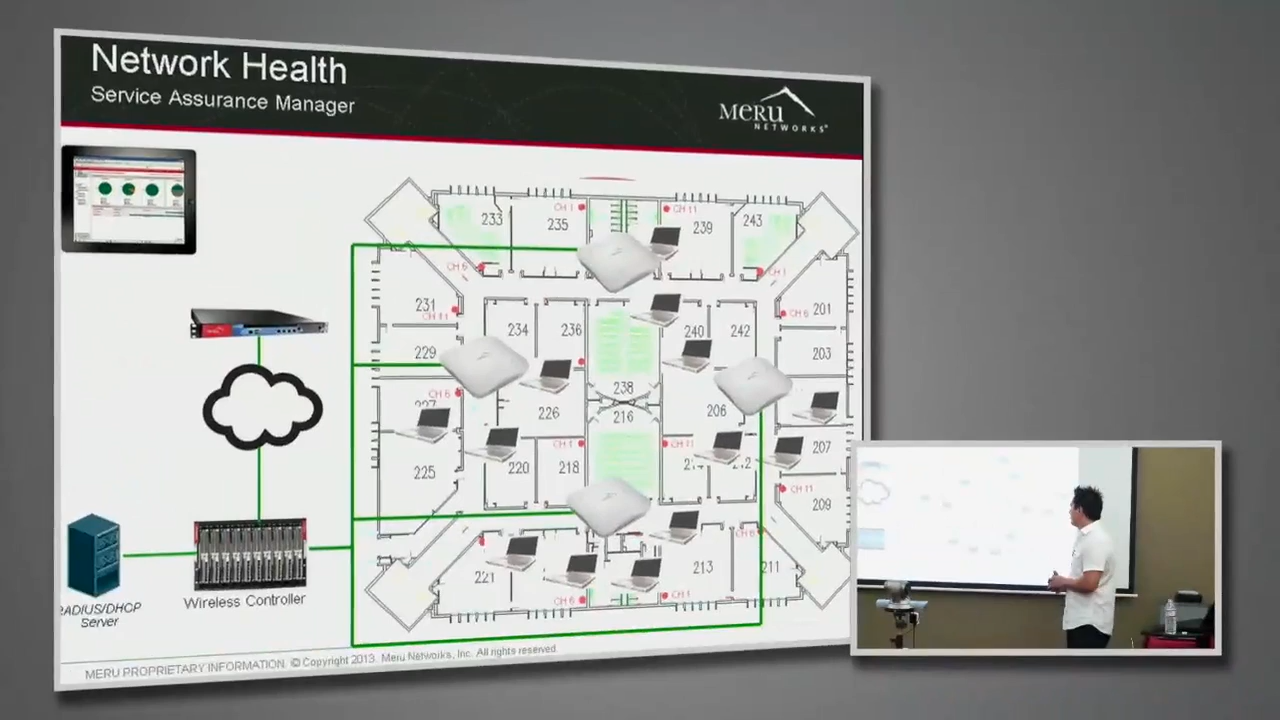 Network Health
Service Assurance Manager
MERU
NETWORKS
233
235
CH 1
CH 11
239
243
CH 6
CH 1
231
CH 11
234
236
240
242
201
CH 6
229
203
238
CH 6
226
216
206
225
220
218
CH 1
CH 11
207
CH 11
209
221
CH 6
CH 1
213
CH 6
211
RADIUS/DHCP
Server
Wireless Controller
MERU PROPRIETARY INFORMATION. © Copyright 2013. Meru Networks, Inc. All rights reserved.